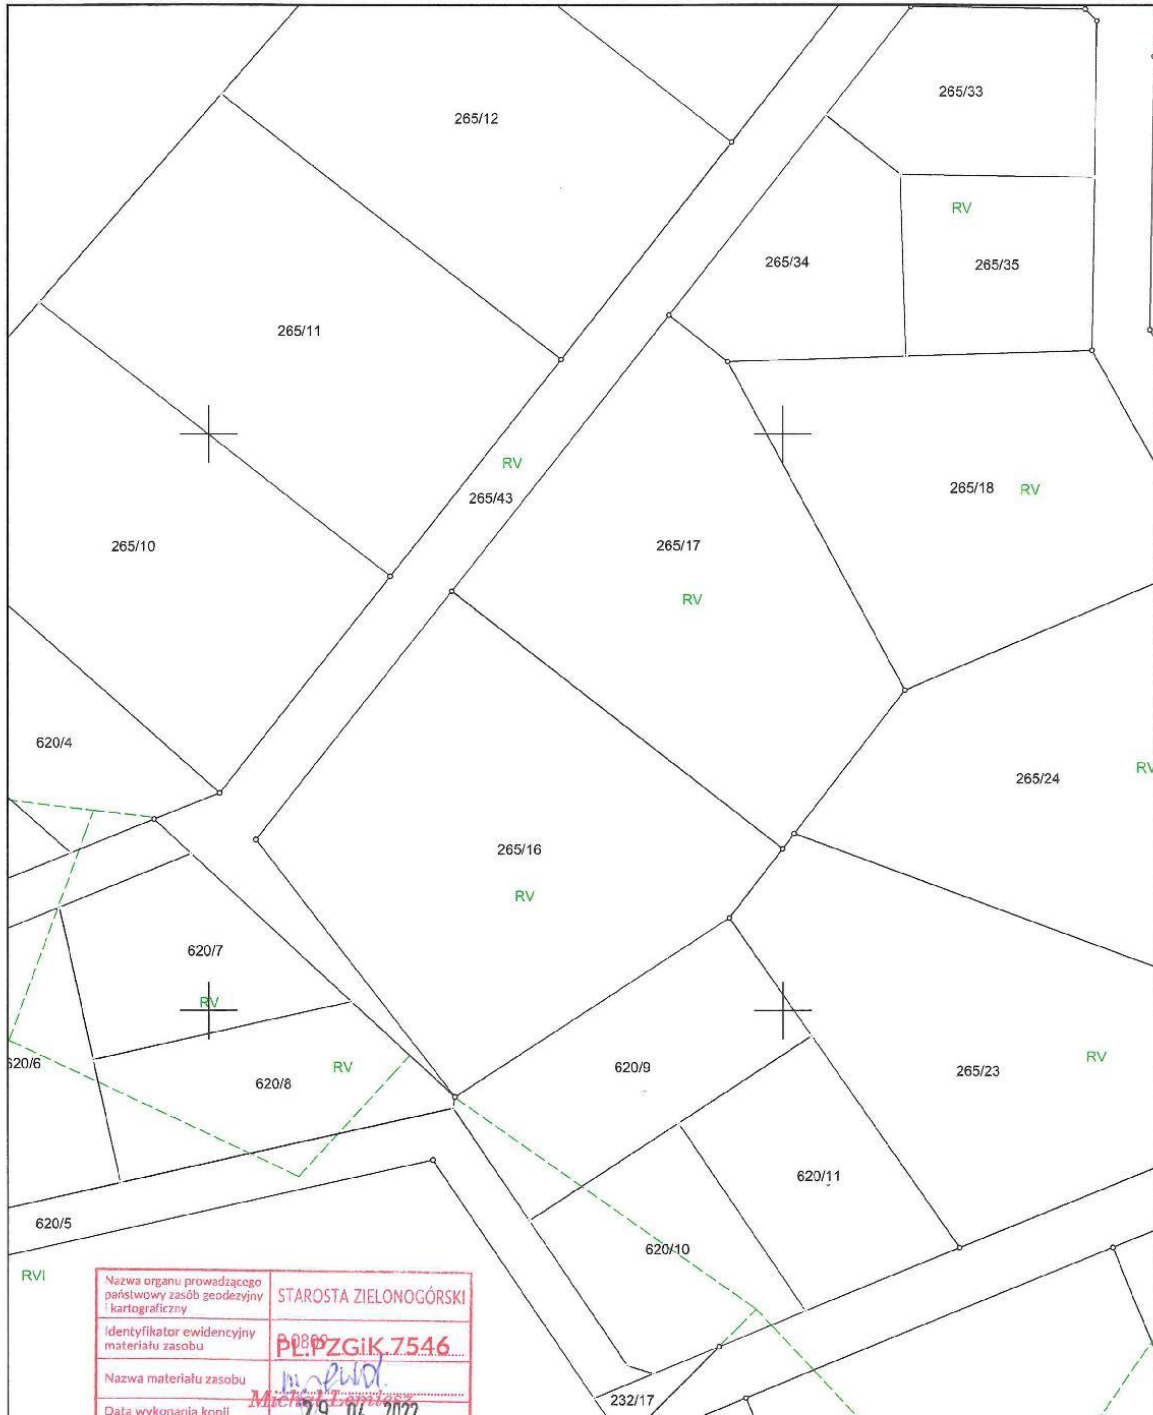 265/33
265/12
RV
265/34
265/35
265/11
RV
265/43
265/18 RV
265/10
265/17
RV
620/4
265/24
RV
265/16
RV
620/7
RV
620/6
620/8
RV
620/9
265/23
RV
620/11
620/5
620/10
RVI
232/17
Nazwa organu prowadzącego
państwowy zasób geodezyjny
i kartograficzny
STAROSTA ZIELONOGÓRSKI
Identyfikator ewidencyjny
materiału zasobu
PL.PZGiK.7546
Nazwa materiału zasobu
Data wykonania kopii
29. 04. 2022